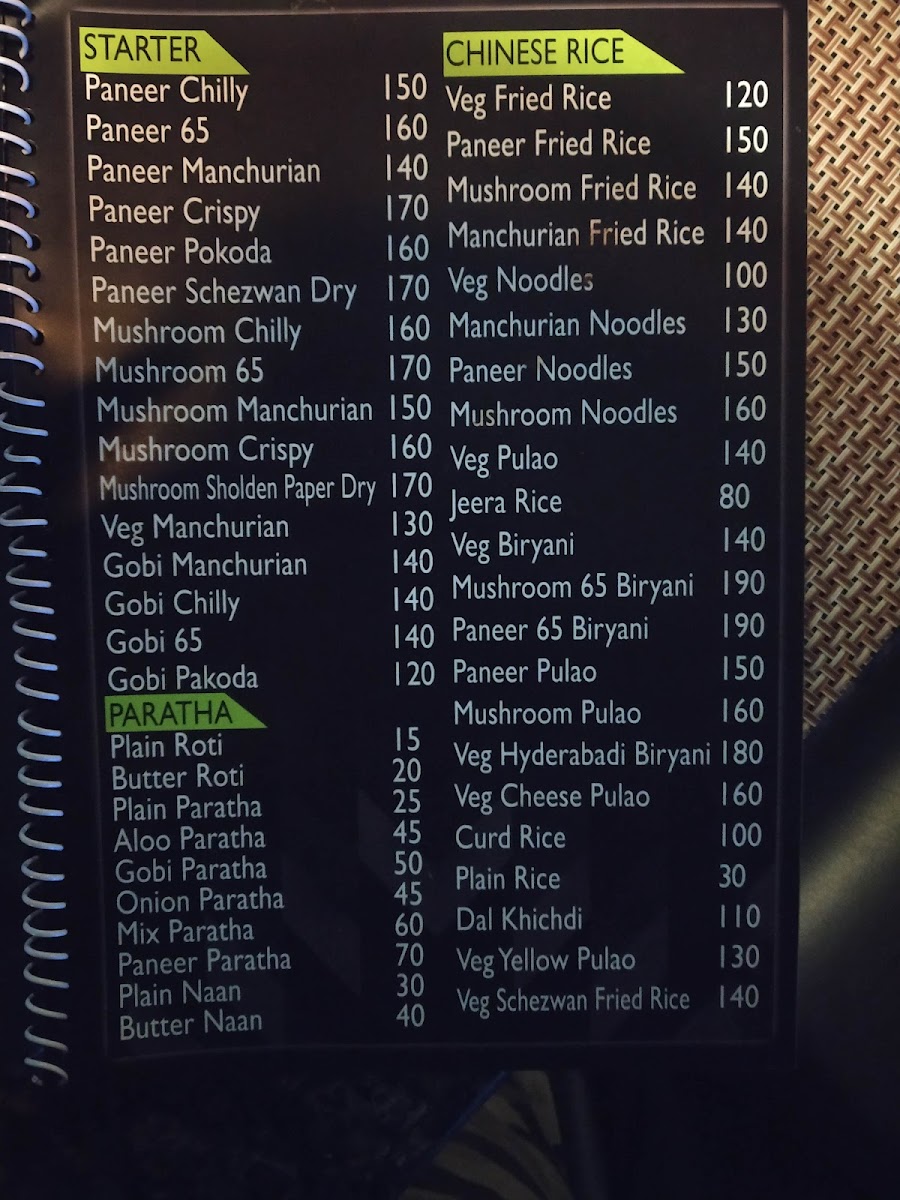 STARTER
Paneer Chilly 150
Paneer 65 160
Paneer Manchurian 140
Paneer Crispy 170
Paneer Pokoda 160
Paneer Schezwan Dry 170
Mushroom Chilly 160
Mushroom 65 170
Mushroom Manchurian 150
Mushroom Crispy 160
Mushroom Sholden Paper Dry 170
Veg Manchurian 130
Gobi Manchurian 140
Gobi Chilly 140
Gobi 65 140
Gobi Pakoda 120
PARATHA
Plain Roti 15
Butter Roti 20
Plain Paratha 25
Aloo Paratha 45
Gobi Paratha 50
Onion Paratha 45
Mix Paratha 60
Paneer Paratha 70
Plain Naan 30
Butter Naan 40
CHINESE RICE
Veg Fried Rice 120
Paneer Fried Rice 150
Mushroom Fried Rice 140
Manchurian Fried Rice 140
Veg Noodles 100
Manchurian Noodles 130
Paneer Noodles 150
Mushroom Noodles 160
Veg Pulao 140
Jeera Rice 80
Veg Biryani 140
Mushroom 65 Biryani 190
Paneer 65 Biryani 190
Paneer Pulao 150
Mushroom Pulao 160
Veg Hyderabadi Biryani 180
Veg Cheese Pulao 160
Curd Rice 100
Plain Rice 30
Dal Khichdi 110
Veg Yellow Pulao 130
Veg Schezwan Fried Rice 140